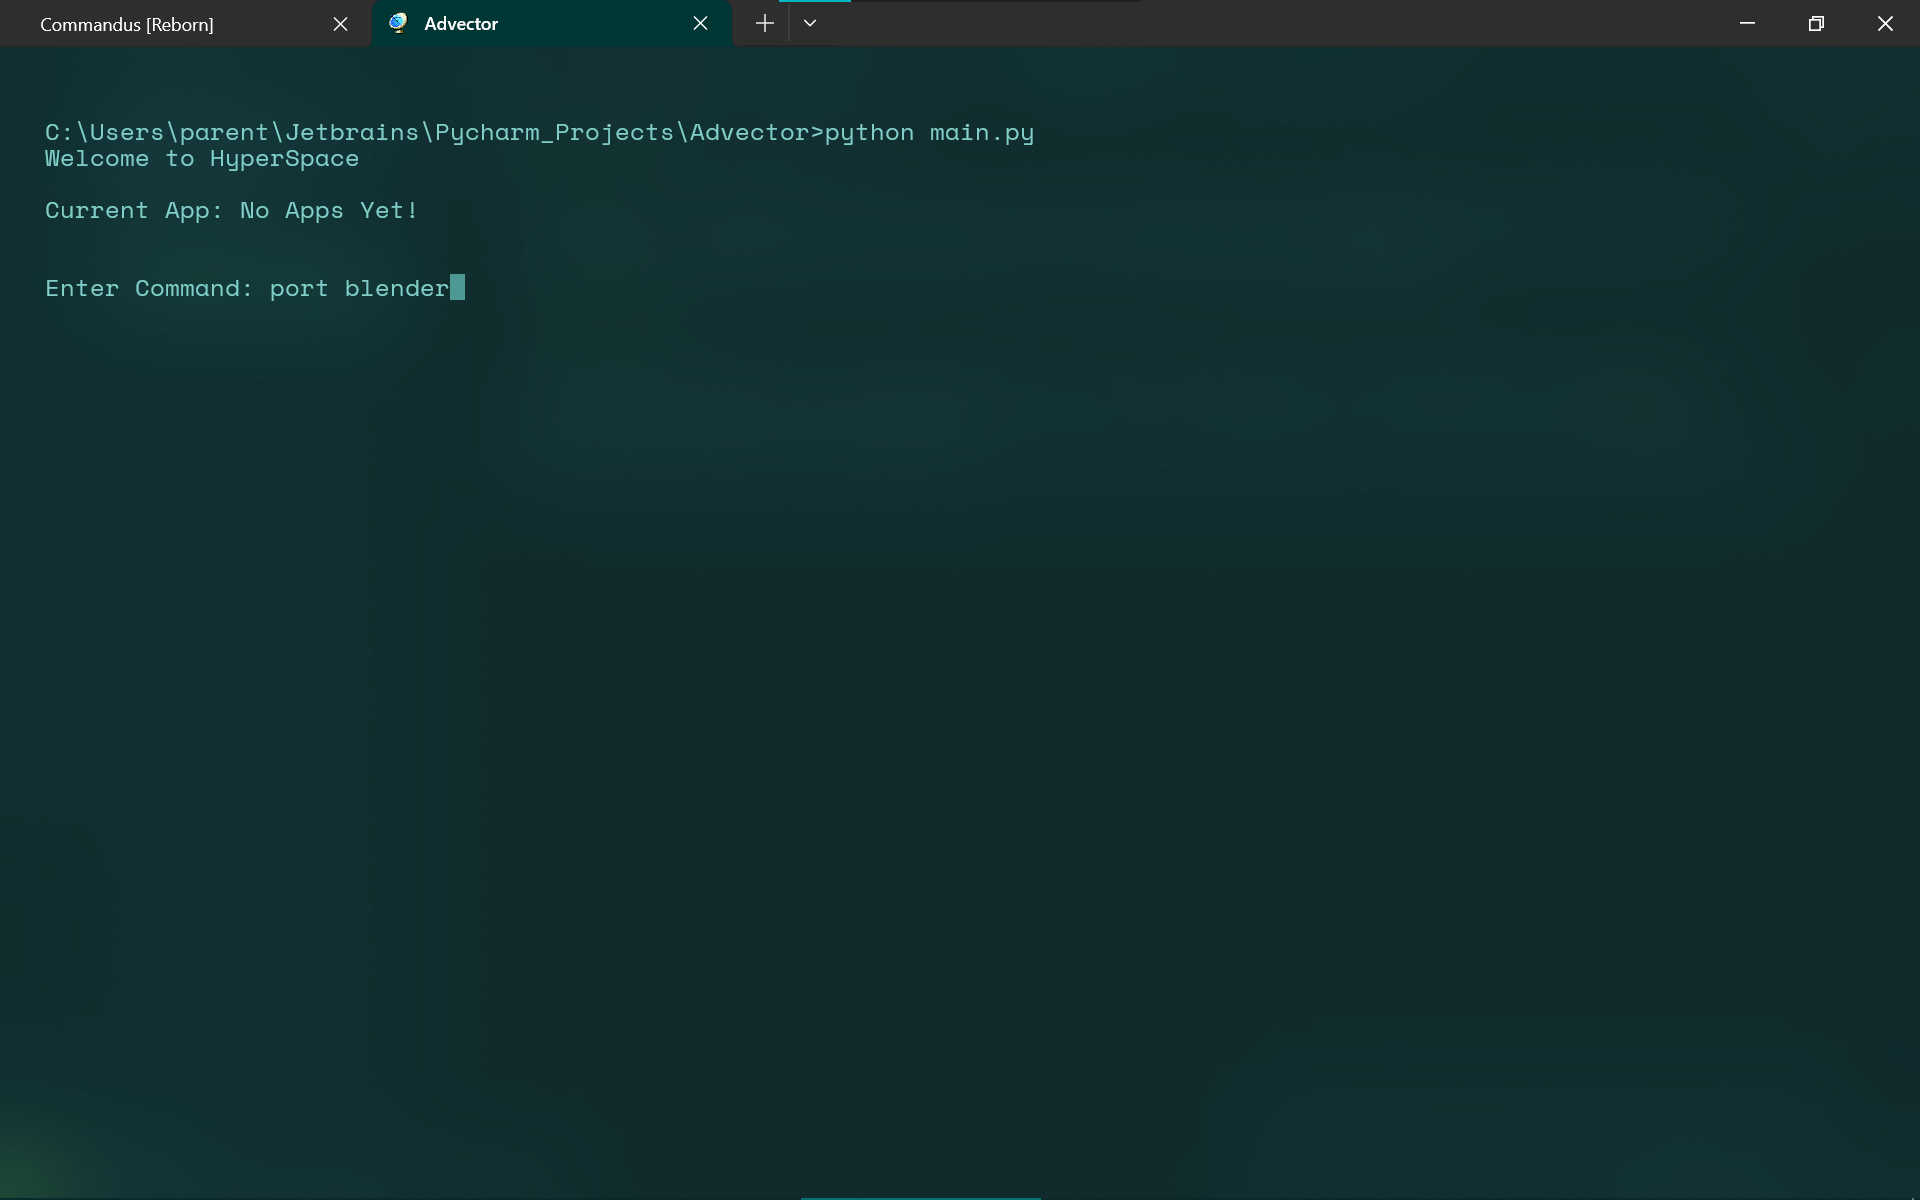 Commandus [Reborn]
Advector
C:\Users\parent\Jetbrains\Pycharm_Projects\Advector>python main.py
Welcome to HyperSpace
Current App: No Apps Yet!
Enter Command: port blender